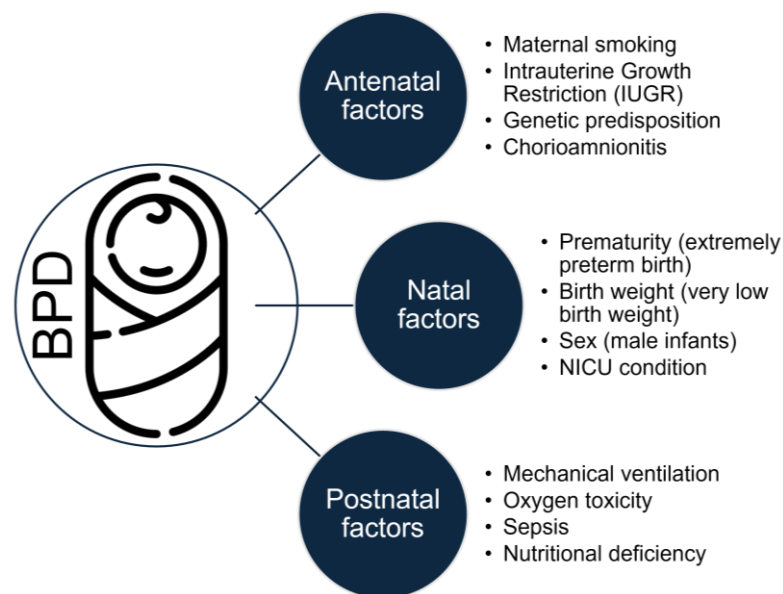 BPD
Antenatal
factors
• Maternal smoking
• Intrauterine Growth
Restriction (IUGR)
• Genetic predisposition
• Chorioamnionitis
Natal
factors
• Prematurity (extremely
preterm birth)
• Birth weight (very low
birth weight)
• Sex (male infants)
• NICU condition
Postnatal
factors
• Mechanical ventilation
• Oxygen toxicity
• Sepsis
• Nutritional deficiency